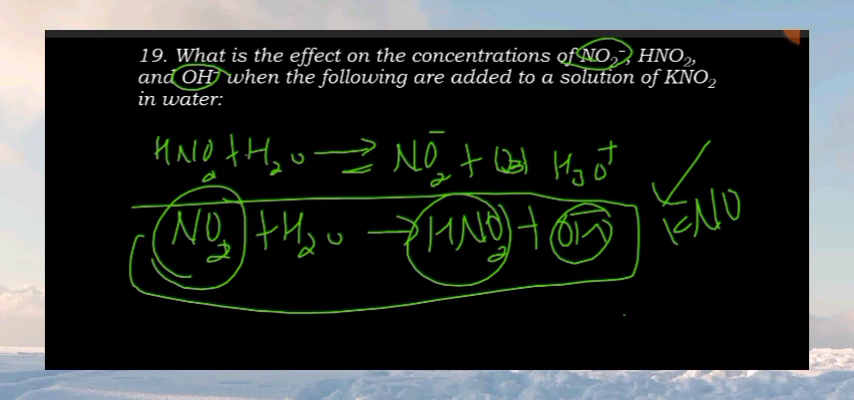 19. What is the effect on the concentrations of NO₂⁻, HNO₂,
and OH⁻ when the following are added to a solution of KNO₂
in water:
HNO₂ + H₂O ⇌ NO₂⁻ + H₃O⁺
KNO
NO₂ + H₂O → HNO₂ + OH⁻